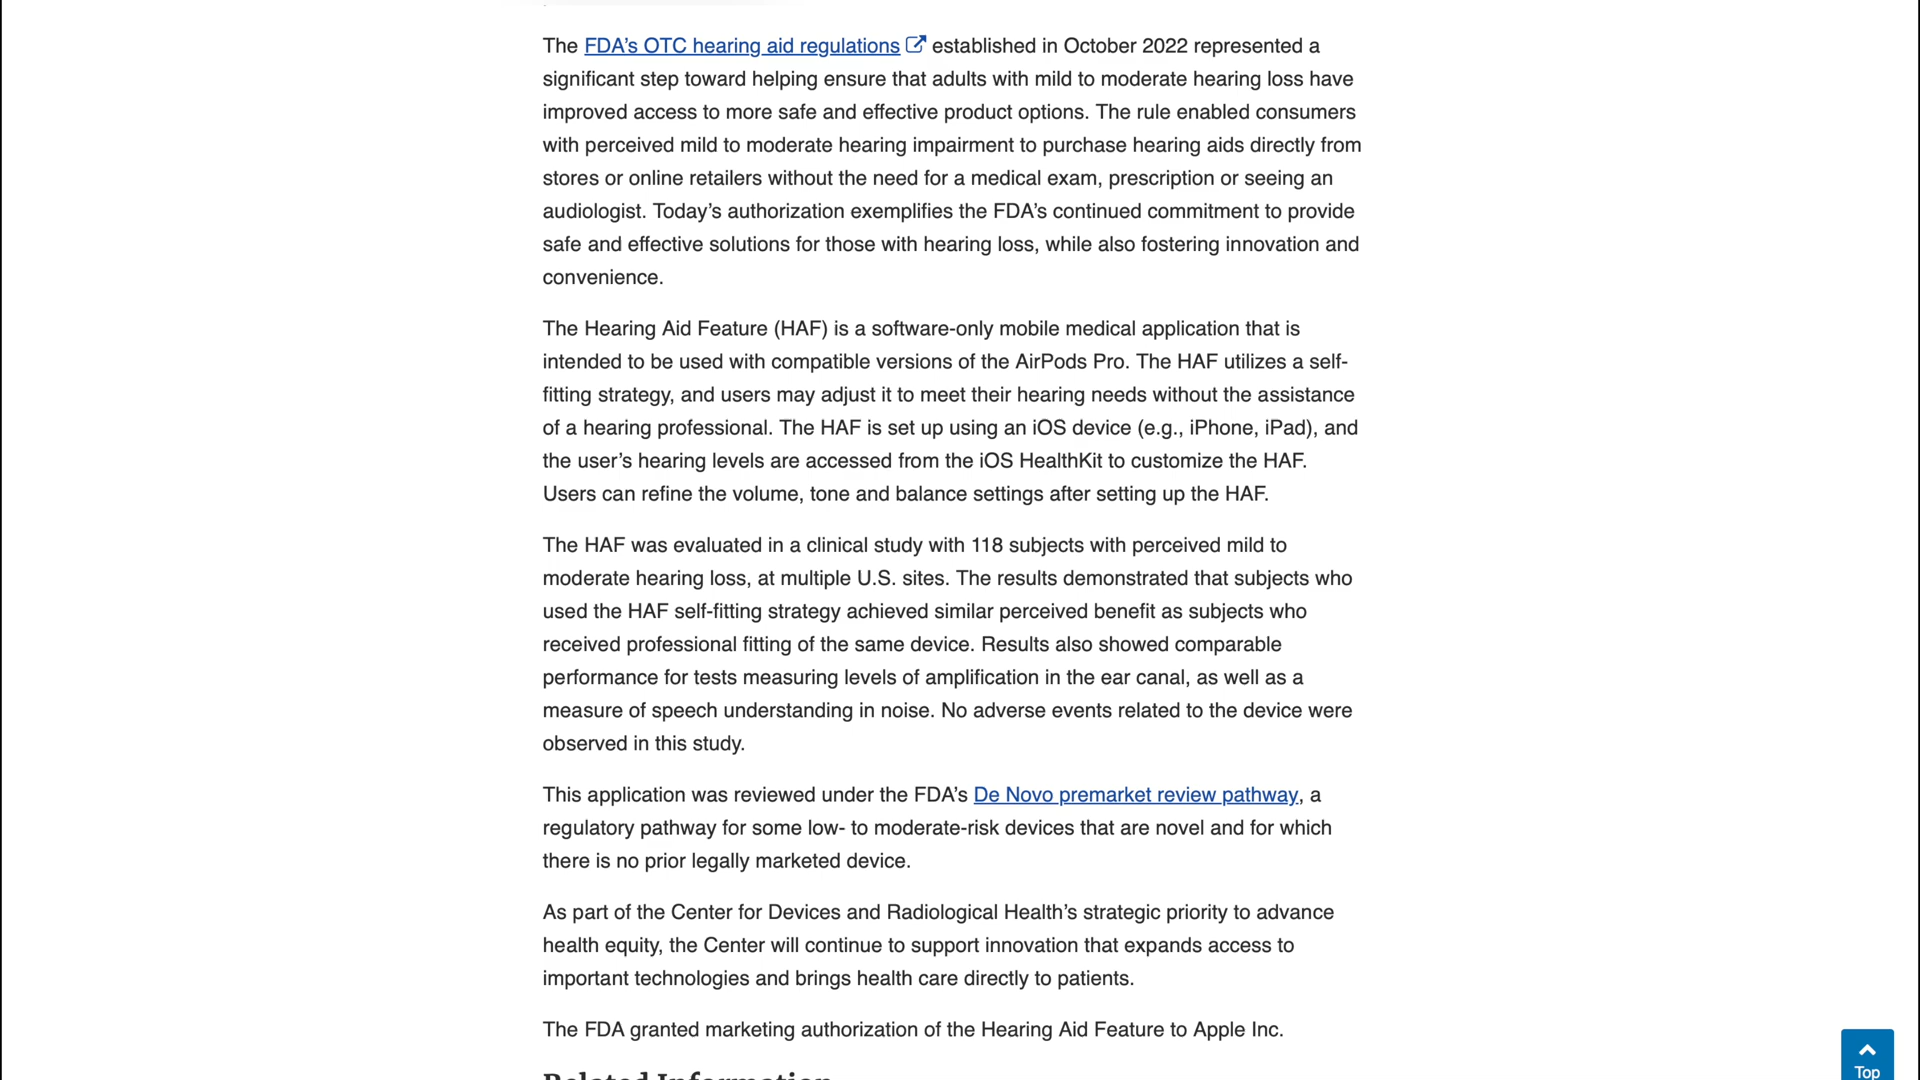 The FDA’s OTC hearing aid regulations established in October 2022 represented a
significant step toward helping ensure that adults with mild to moderate hearing loss have
improved access to more safe and effective product options. The rule enabled consumers
with perceived mild to moderate hearing impairment to purchase hearing aids directly from
stores or online retailers without the need for a medical exam, prescription or seeing an
audiologist. Today’s authorization exemplifies the FDA’s continued commitment to provide
safe and effective solutions for those with hearing loss, while also fostering innovation and
convenience.
The Hearing Aid Feature (HAF) is a software-only mobile medical application that is
intended to be used with compatible versions of the AirPods Pro. The HAF utilizes a self-
fitting strategy, and users may adjust it to meet their hearing needs without the assistance
of a hearing professional. The HAF is set up using an iOS device (e.g., iPhone, iPad), and
the user’s hearing levels are accessed from the iOS HealthKit to customize the HAF.
Users can refine the volume, tone and balance settings after setting up the HAF.
The HAF was evaluated in a clinical study with 118 subjects with perceived mild to
moderate hearing loss, at multiple U.S. sites. The results demonstrated that subjects who
used the HAF self-fitting strategy achieved similar perceived benefit as subjects who
received professional fitting of the same device. Results also showed comparable
performance for tests measuring levels of amplification in the ear canal, as well as a
measure of speech understanding in noise. No adverse events related to the device were
observed in this study.
This application was reviewed under the FDA’s De Novo premarket review pathway, a
regulatory pathway for some low- to moderate-risk devices that are novel and for which
there is no prior legally marketed device.
As part of the Center for Devices and Radiological Health’s strategic priority to advance
health equity, the Center will continue to support innovation that expands access to
important technologies and brings health care directly to patients.
The FDA granted marketing authorization of the Hearing Aid Feature to Apple Inc.
Related Information
Top